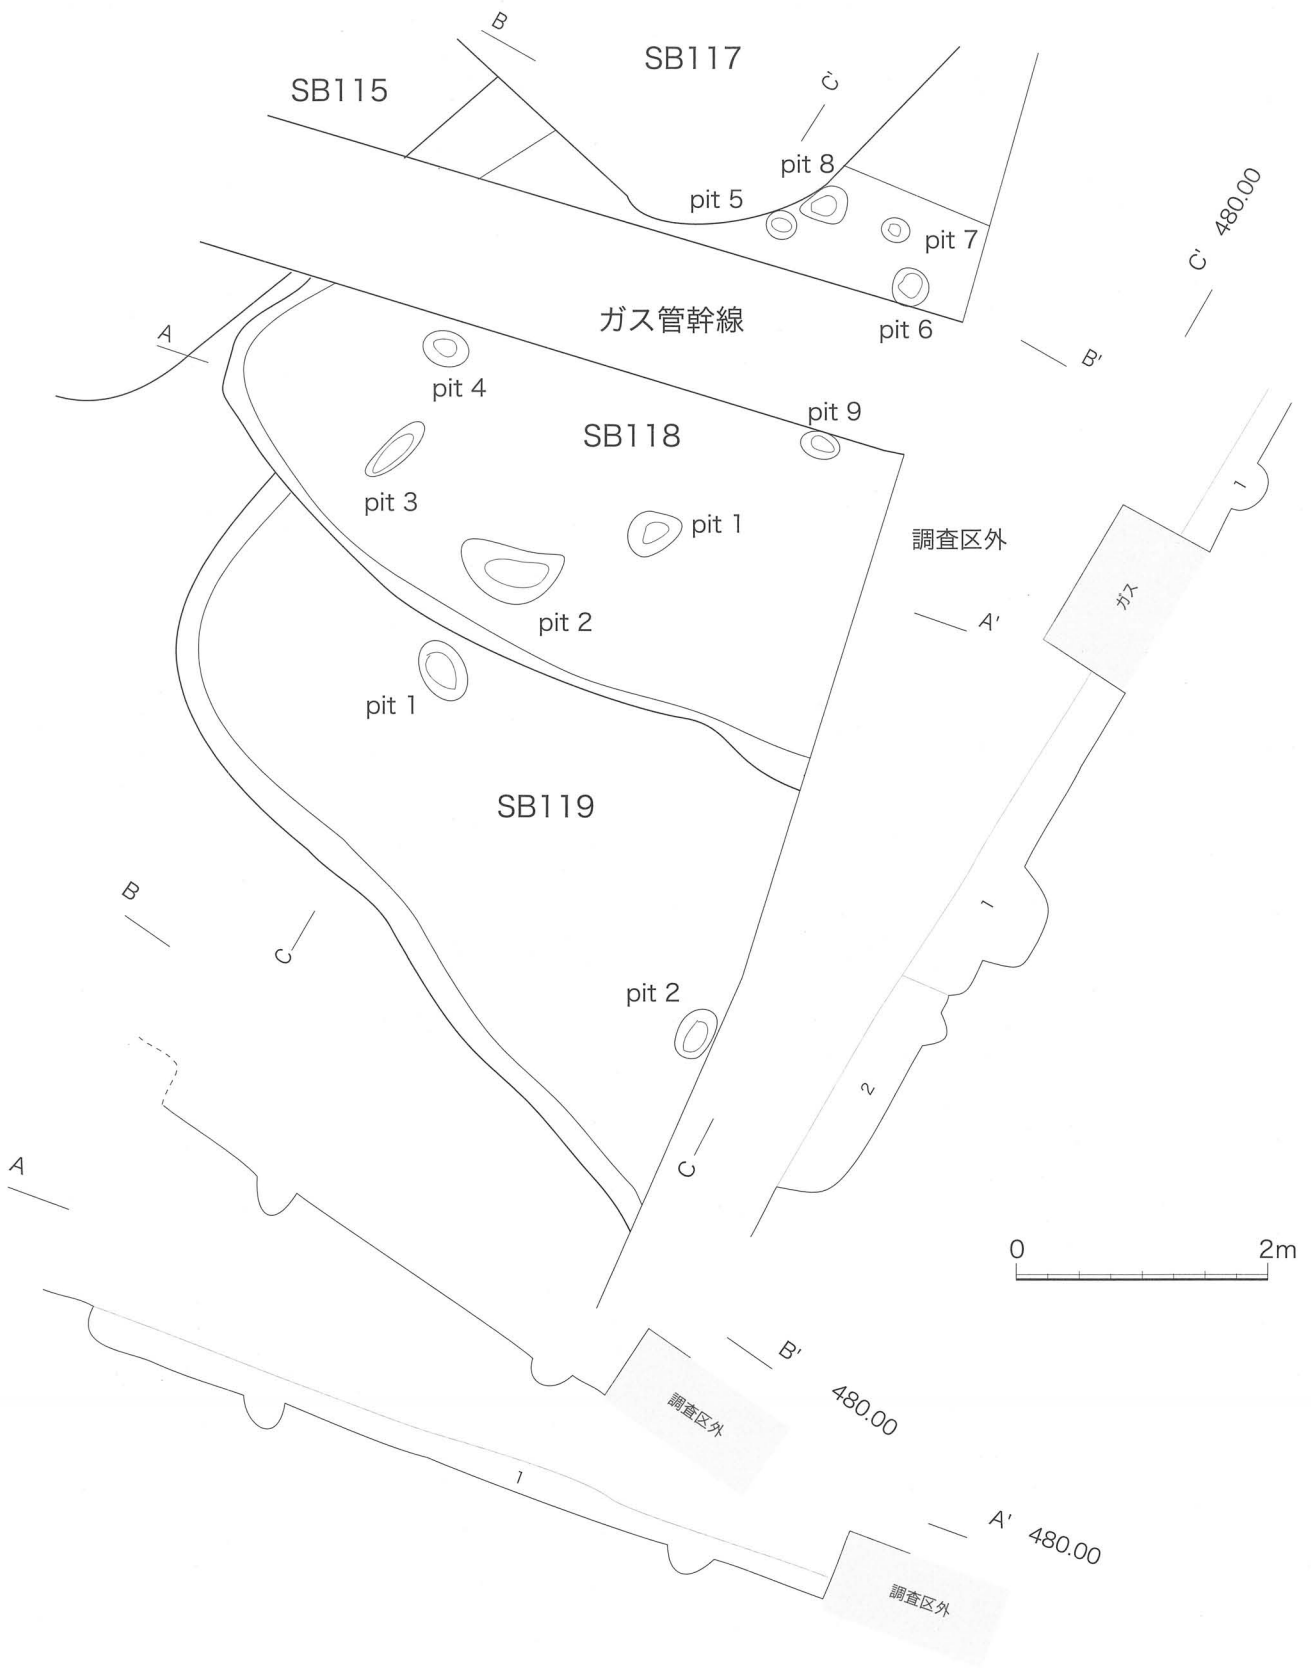 B
SB117
SB115
C'
pit 8
pit 5
pit 7
C' 480.00
ガス管幹線
pit 6
A
B'
pit 4
pit 9
SB118
pit 3
pit 1
1
調査区外
ガス
pit 2
A'
pit 1
SB119
B
1
C
pit 2
2
A
C
0 2m
B' 480.00
調査区外
1
A' 480.00
調査区外